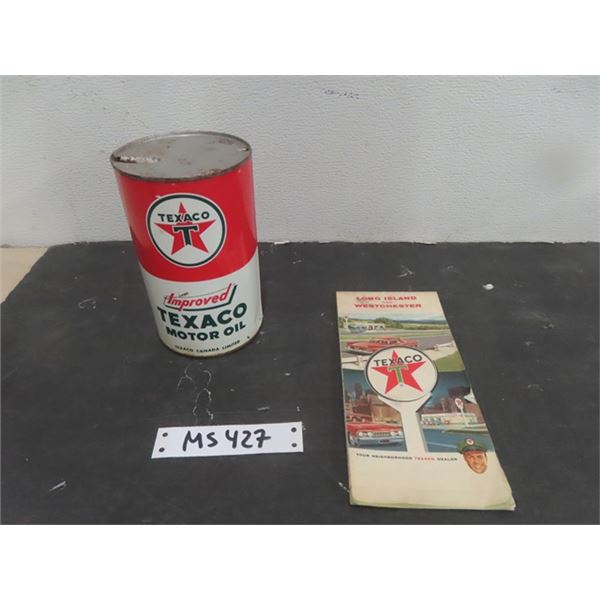 TEXACO
T
Improved
TEXACO
MOTOR OIL
TEXACO CANADA LIMITED
MS 427
LONG ISLAND
WESTCHESTER
TEXACO
T
YOUR NEIGHBORHOOD TEXACO DEALER